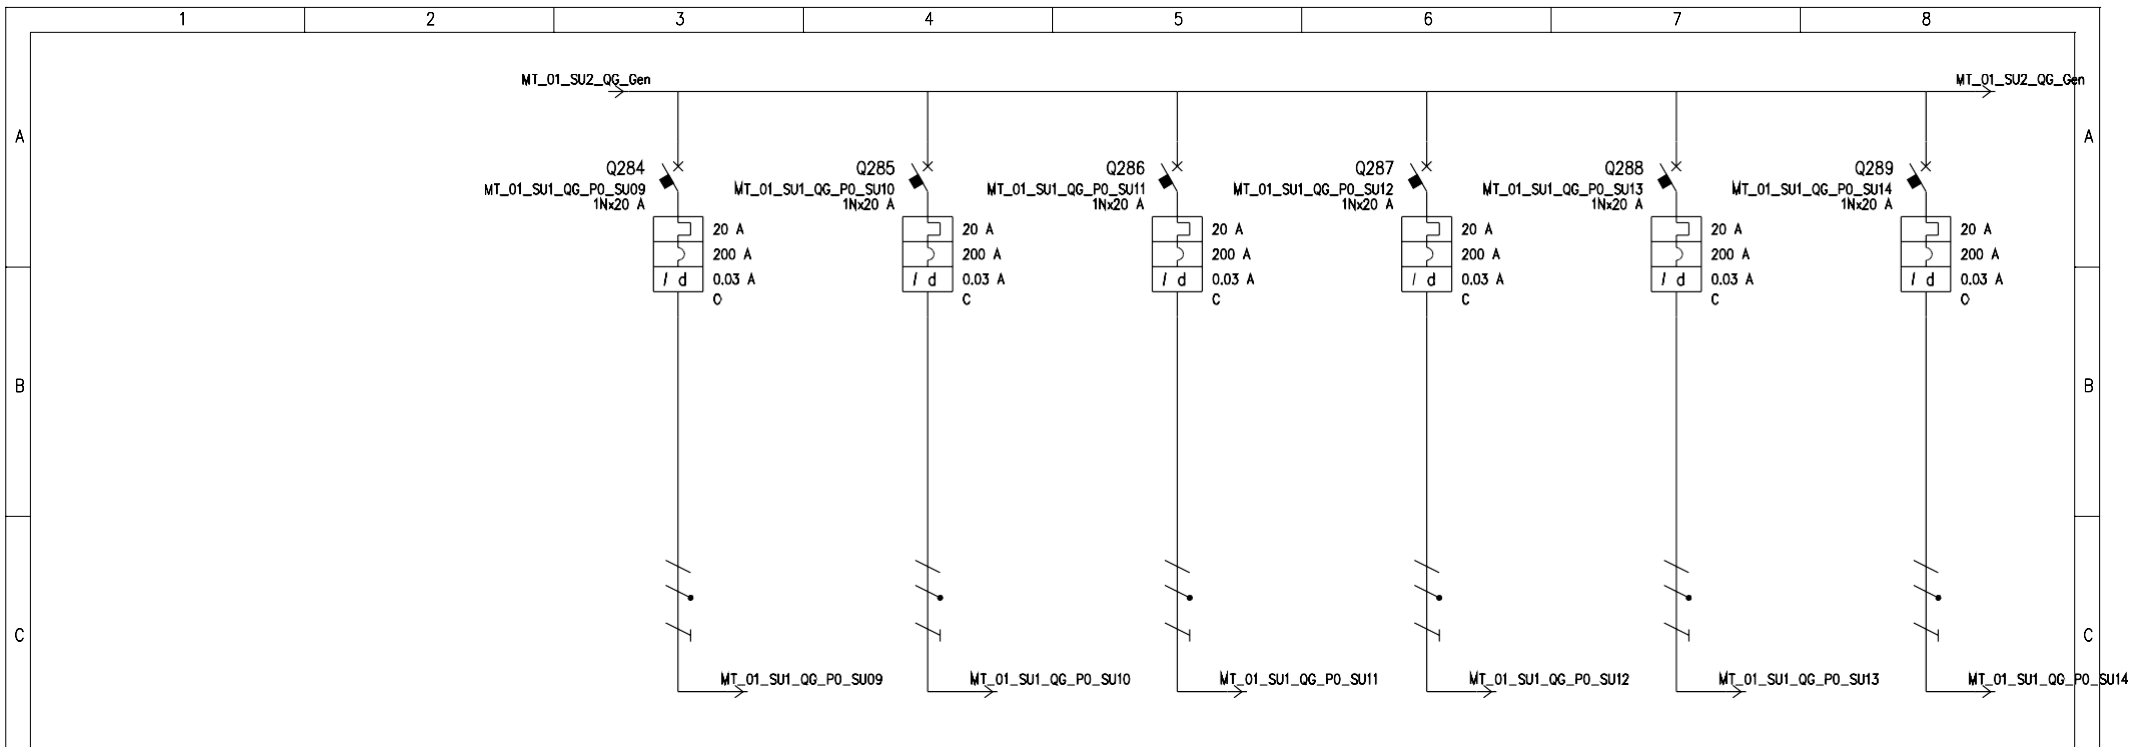 1 2 3 4 5 6 7 8
MT_01_SU2_QG_Gen MT_01_SU2_QG_Gen
A A
Q284 Q285 Q286 Q287 Q288 Q289
MT_01_SU1_QG_P0_SU09 MT_01_SU1_QG_P0_SU10 MT_01_SU1_QG_P0_SU11 MT_01_SU1_QG_P0_SU12 MT_01_SU1_QG_P0_SU13 MT_01_SU1_QG_P0_SU14
1Nx20 A 1Nx20 A 1Nx20 A 1Nx20 A 1Nx20 A 1Nx20 A
20 A 20 A 20 A 20 A 20 A 20 A
200 A 200 A 200 A 200 A 200 A 200 A
I d 0.03 A I d 0.03 A I d 0.03 A I d 0.03 A I d 0.03 A I d 0.03 A
C C C C C C
B B
C C
MT_01_SU1_QG_P0_SU09 MT_01_SU1_QG_P0_SU10 MT_01_SU1_QG_P0_SU11 MT_01_SU1_QG_P0_SU12 MT_01_SU1_QG_P0_SU13 MT_01_SU1_QG_P0_SU14